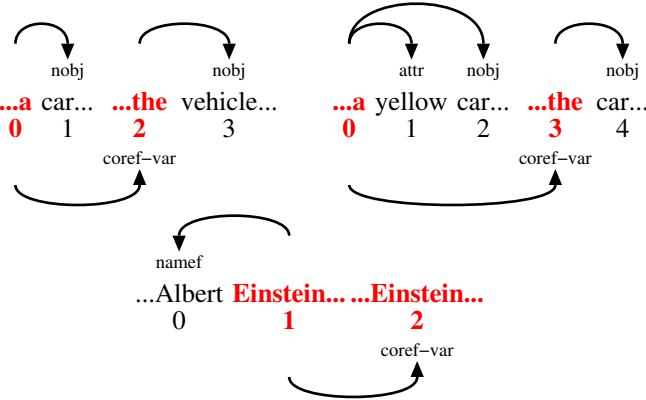 nobj nobj attr nobj nobj
...a car... ...the vehicle... ...a yellow car... ...the car...
0 1 2 3 0 1 2 3 4
coref−var coref−var
namef
...Albert Einstein... ...Einstein...
0 1 2
coref−var